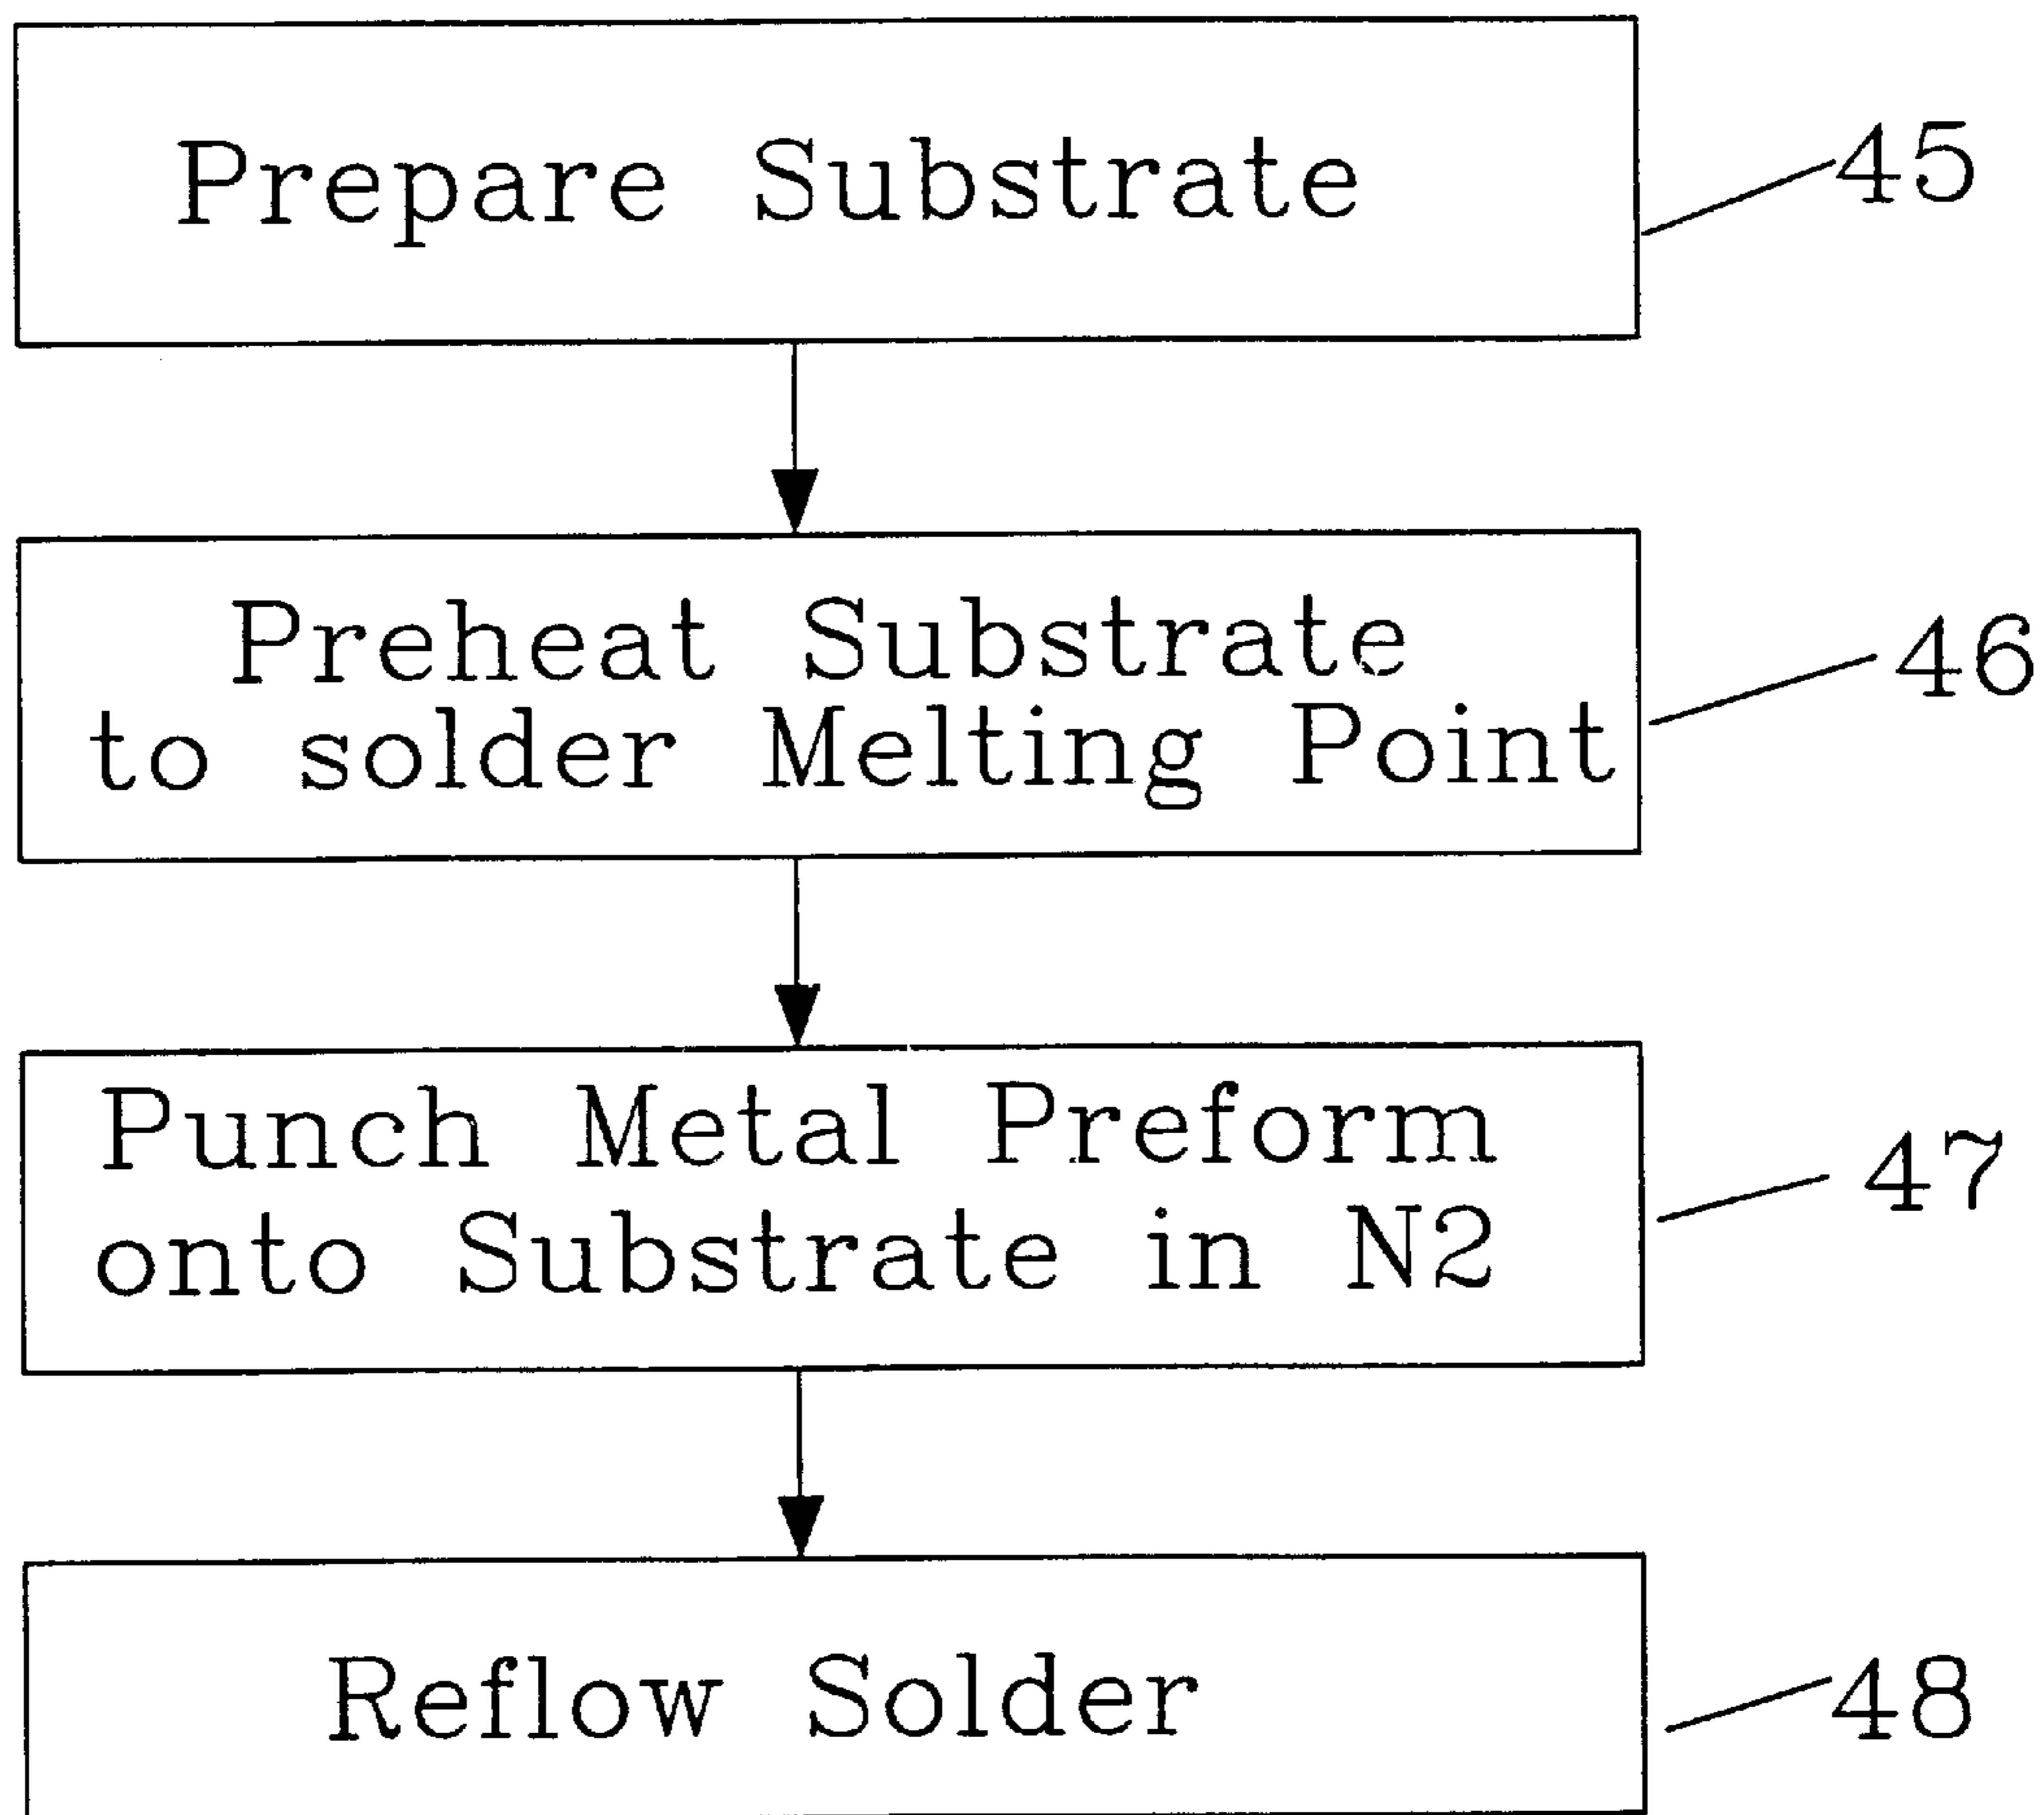 Prepare Substrate
45
Preheat Substrate
to solder Melting Point
46
Punch Metal Preform
onto Substrate in N2
47
Reflow Solder
48